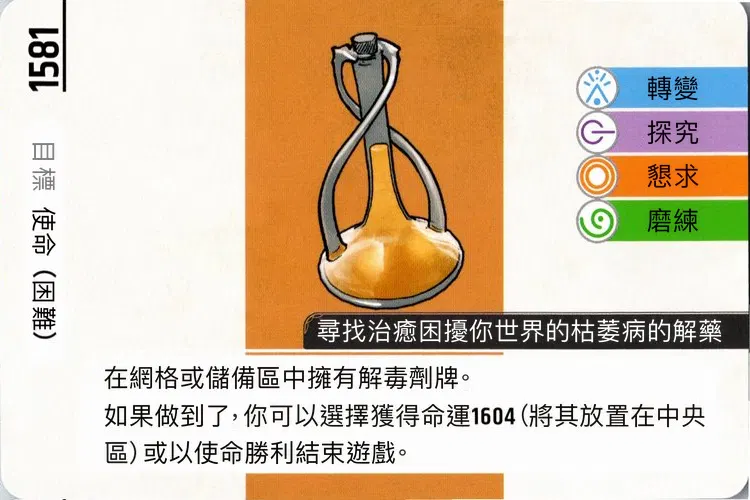 1581
目標 使命（困難）
轉變
探究
懇求
磨練
尋找治癒困擾你世界的枯萎病的解藥
在網格或儲備區中擁有解毒劑牌。
如果做到了，你可以選擇獲得命運1604（將其放置在中央
區）或以使命勝利結束遊戲。